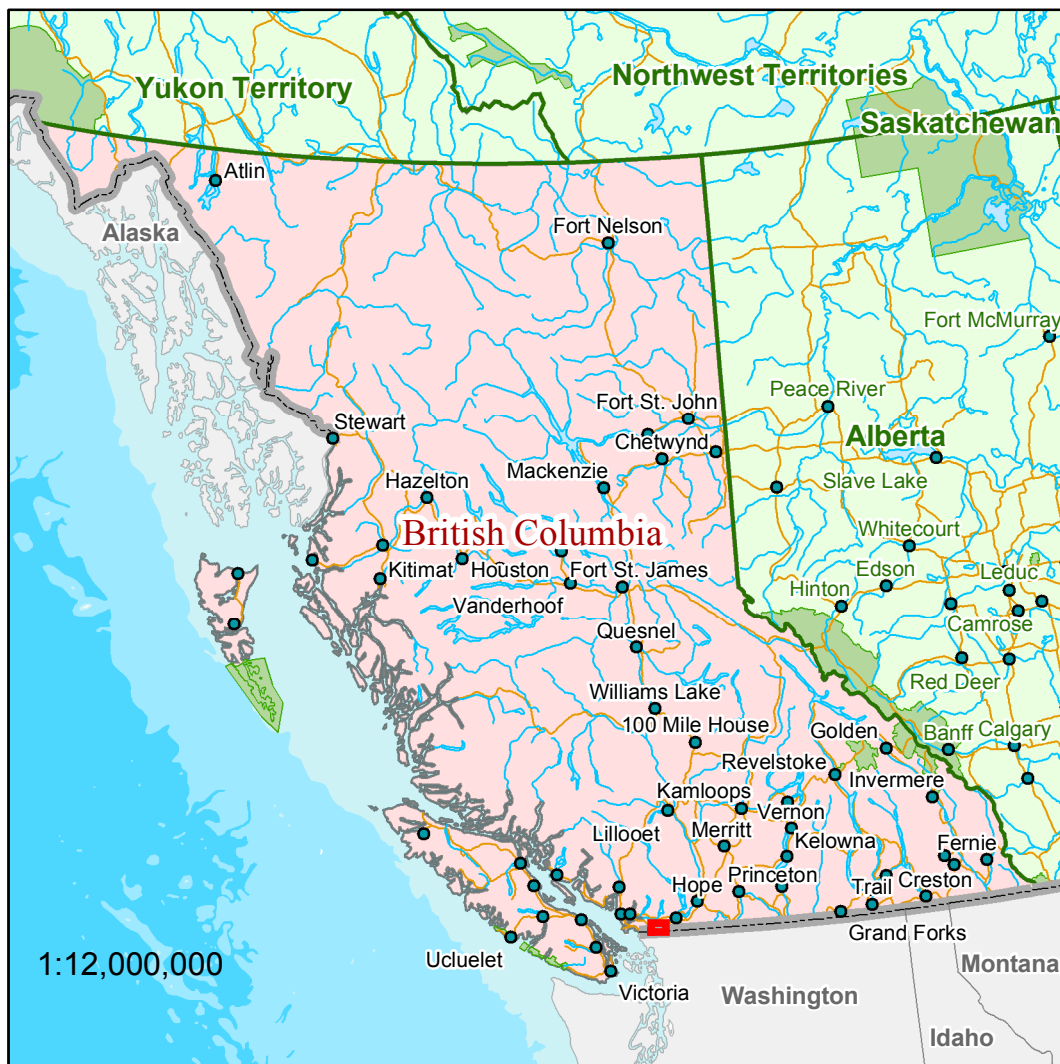 Yukon Territory
Northwest Territories
Saskatchewan
Atlin
Alaska
Fort Nelson
Fort McMurray
Peace River
Fort St. John
Stewart
Chetwynd
Alberta
Mackenzie
Hazelton
Slave Lake
British Columbia
Whitecourt
Kitimat
Houston
Fort St. James
Edson
Leduc
Hinton
Vanderhoof
Camrose
Quesnel
Red Deer
Williams Lake
100 Mile House
Golden
Banff
Calgary
Revelstoke
Invermere
Kamloops
Vernon
Lillooet
Merritt
Kelowna
Fernie
Princeton
Hope
Trail
Creston
Grand Forks
1:12,000,000
Ucluelet
Victoria
Washington
Montana
Idaho